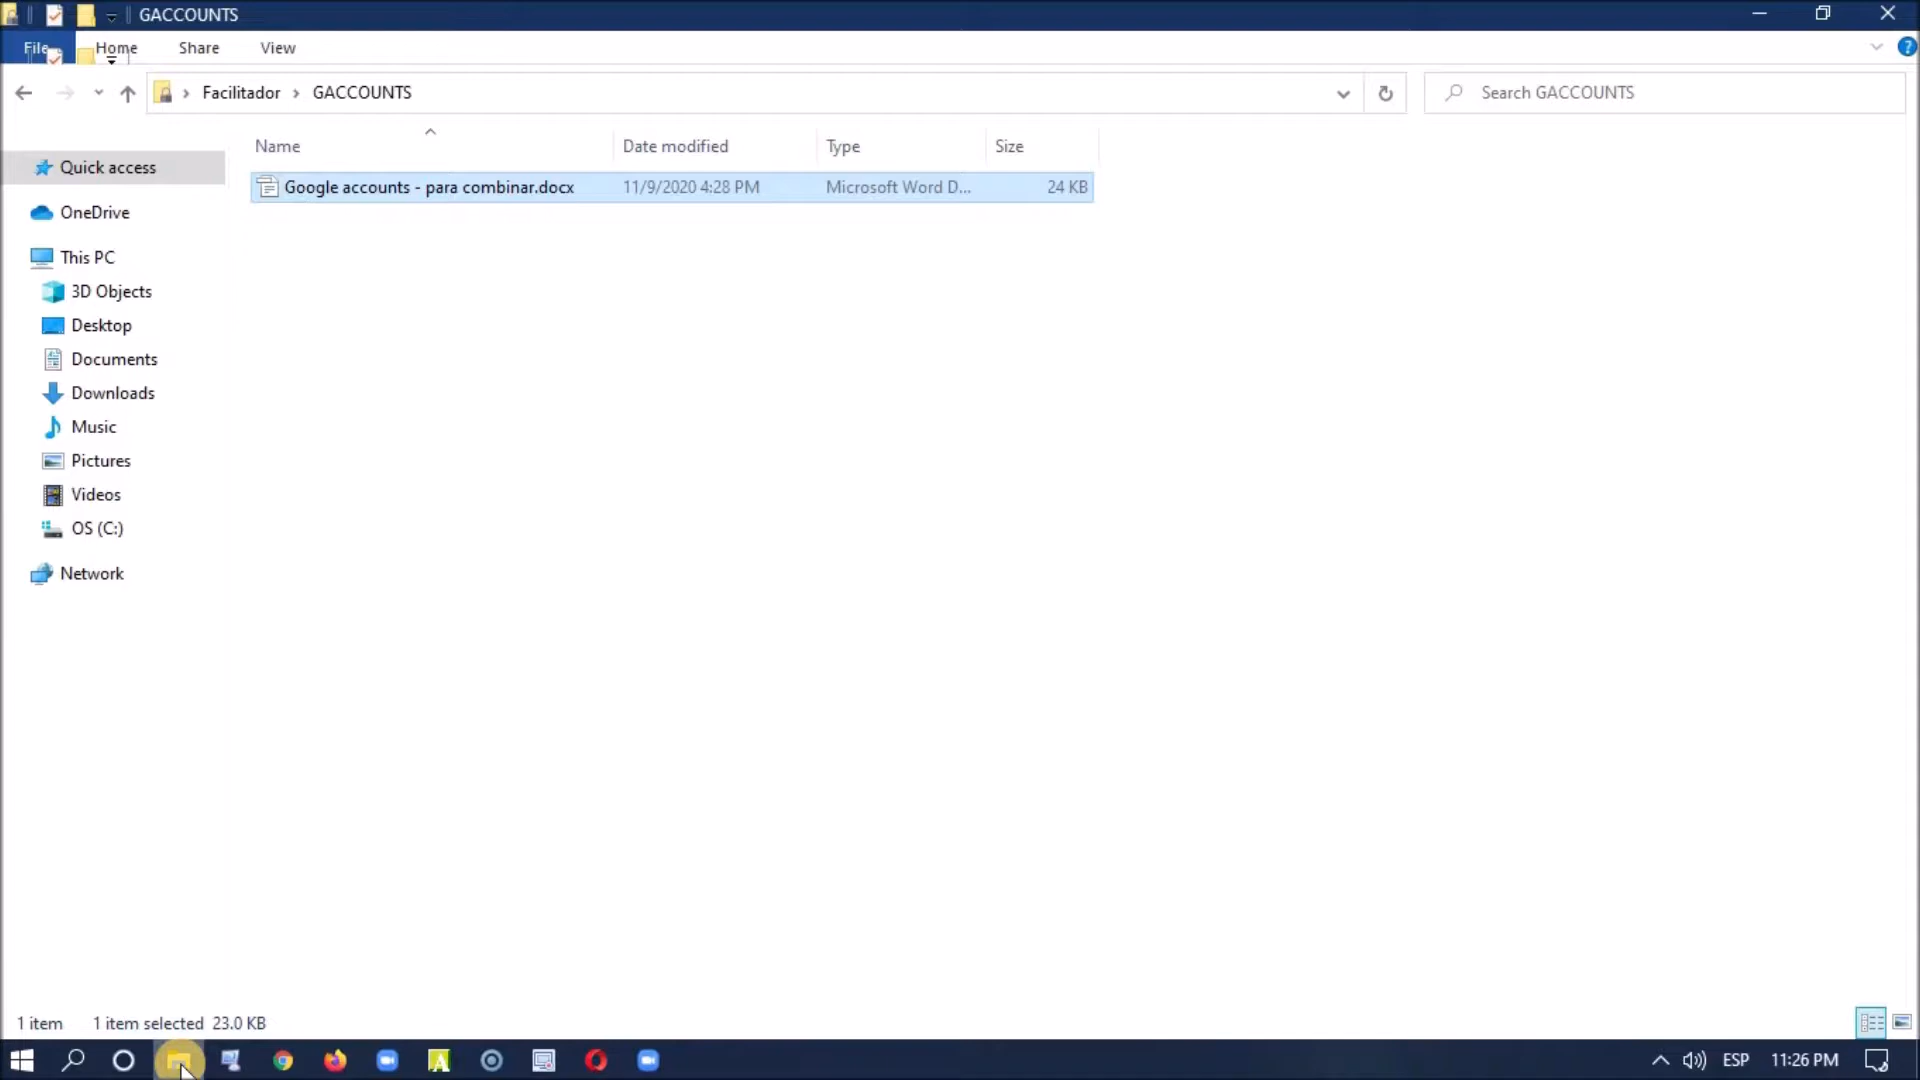 GACCOUNTS
File Home Share View
Facilitador GACCOUNTS
Search GACCOUNTS
Name Date modified Type Size
Google accounts - para combinar.docx 11/9/2020 4:28 PM Microsoft Word D... 24 KB
Quick access
OneDrive
This PC
3D Objects
Desktop
Documents
Downloads
Music
Pictures
Videos
OS (C:)
Network
1 item 1 item selected 23.0 KB
ESP 11:26 PM